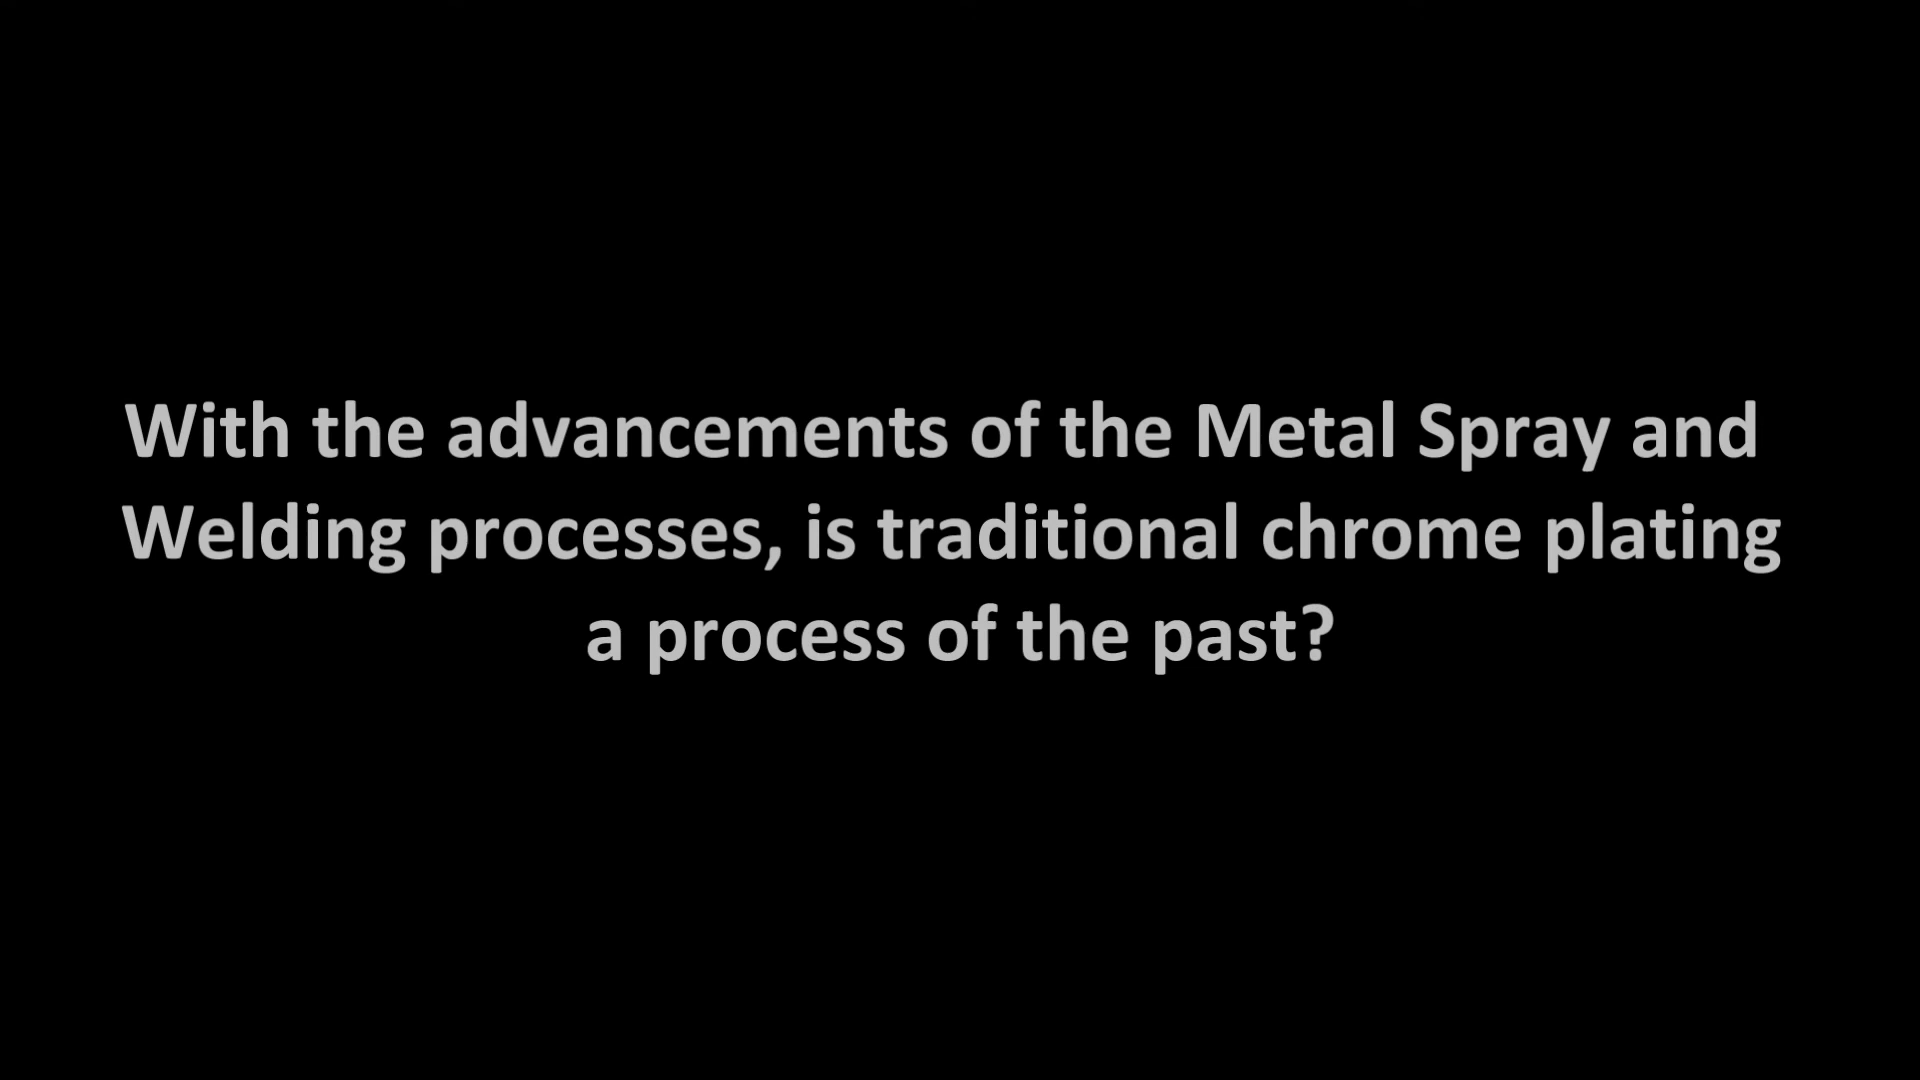 With the advancements of the Metal Spray and
Welding processes, is traditional chrome plating
a process of the past?